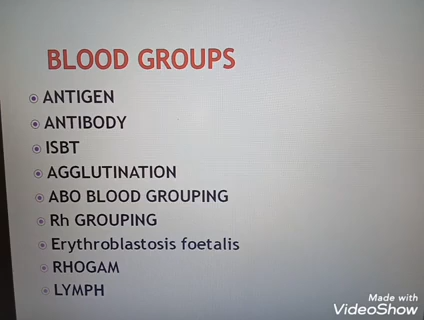 BLOOD GROUPS
ANTIGEN
ANTIBODY
ISBT
AGGLUTINATION
ABO BLOOD GROUPING
Rh GROUPING
Erythroblastosis foetalis
RHOGAM
LYMPH
Made with
VideoShow